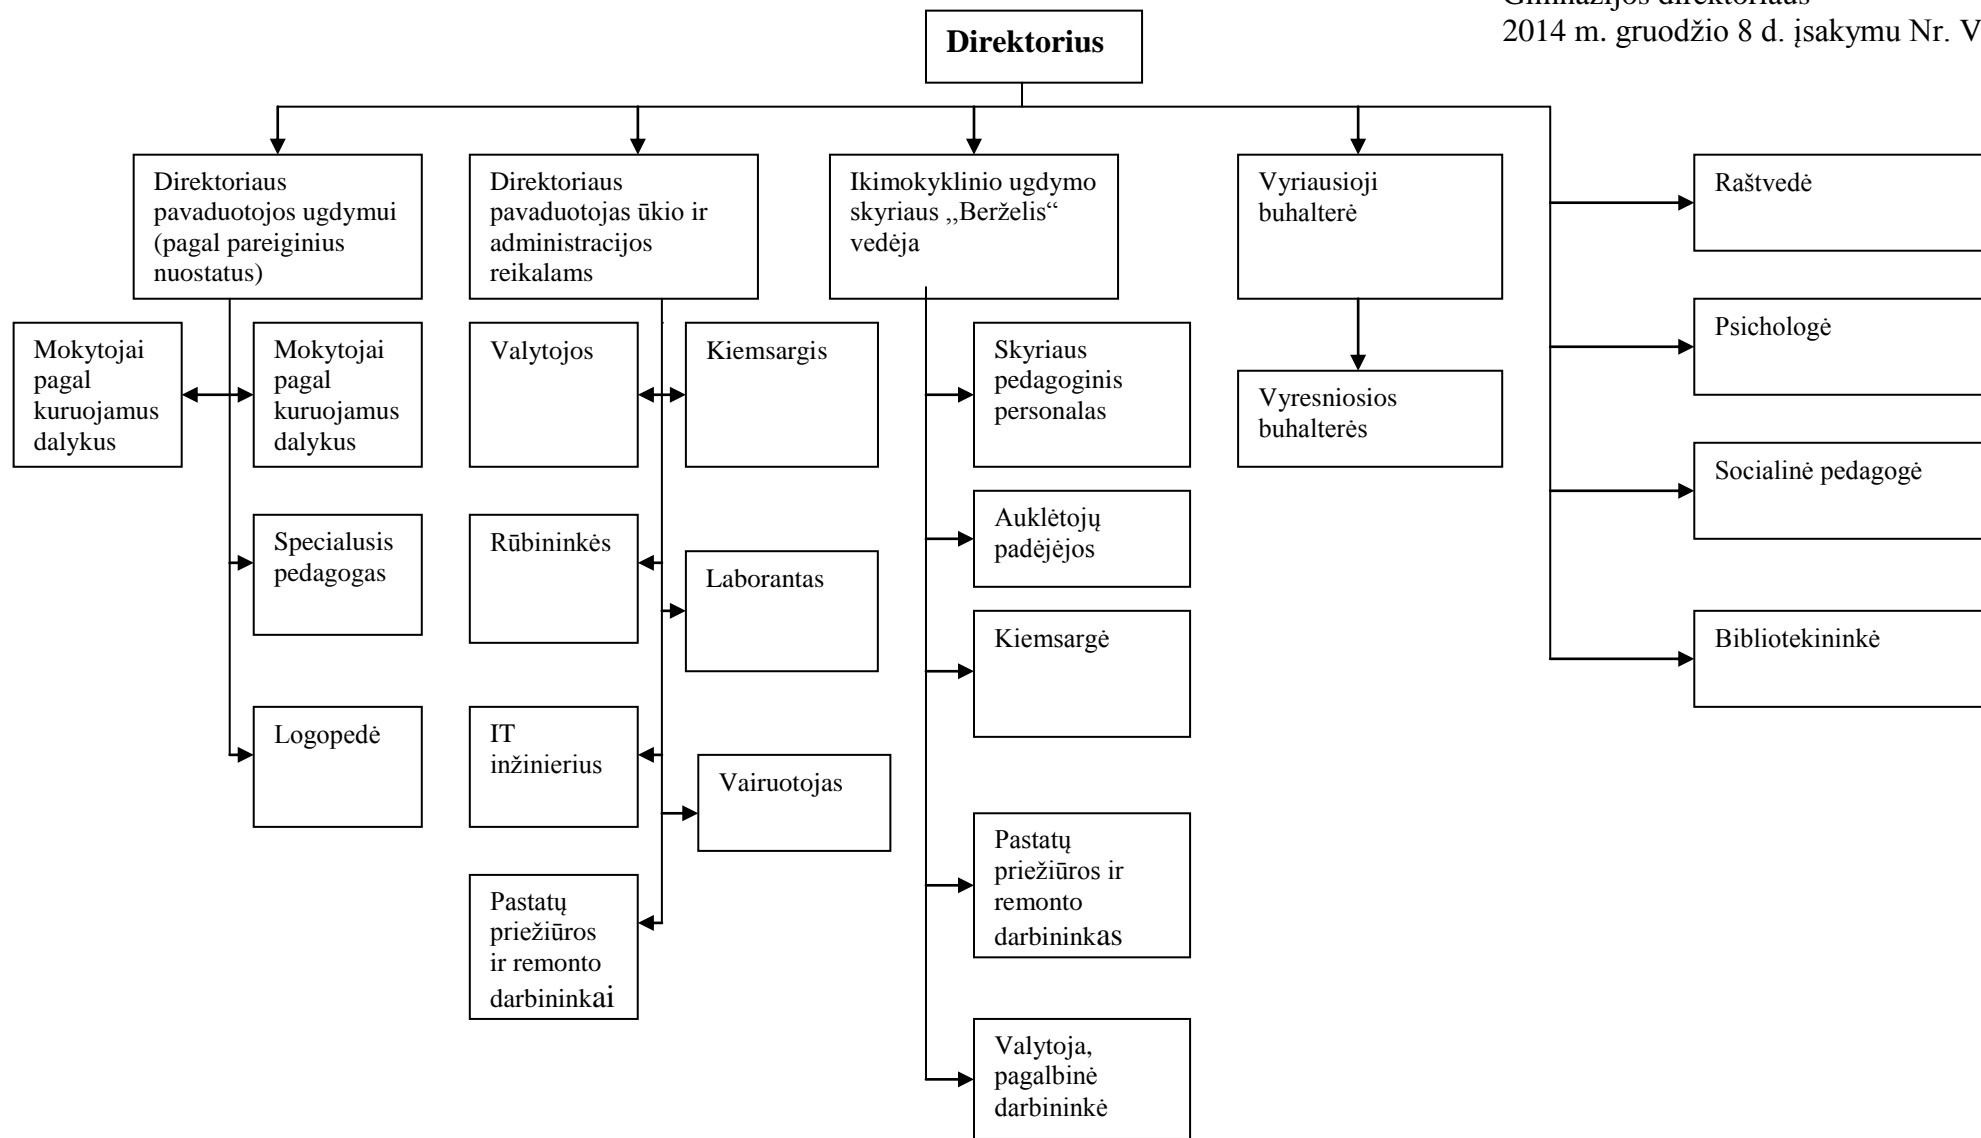 Gimnazijos direktoriaus
2014 m. gruodžio 8 d. įsakymu Nr. V
Direktorius
Direktoriaus
pavaduotojos ugdymui
(pagal pareiginius
nuostatus)
Direktoriaus
pavaduotojas ūkio ir
administracijos
reikalams
Ikimokyklinio ugdymo
skyriaus ,,Berželis“
vedėja
Vyriausioji
buhalterė
Raštvedė
Mokytojai
pagal
kuruojamus
dalykus
Mokytojai
pagal
kuruojamus
dalykus
Valytojos
Kiemsargis
Skyriaus
pedagoginis
personalas
Vyresniosios
buhalterės
Psichologė
Socialinė pedagogė
Specialusis
pedagogas
Rūbininkės
Laborantas
Auklėtojų
padėjėjos
Kiemsargė
Bibliotekininkė
Logopedė
IT
inžinierius
Vairuotojas
Pastatų
priežiūros ir
remonto
darbininkas
Pastatų
priežiūros
ir remonto
darbininkai
Valytoja,
pagalbinė
darbininkė